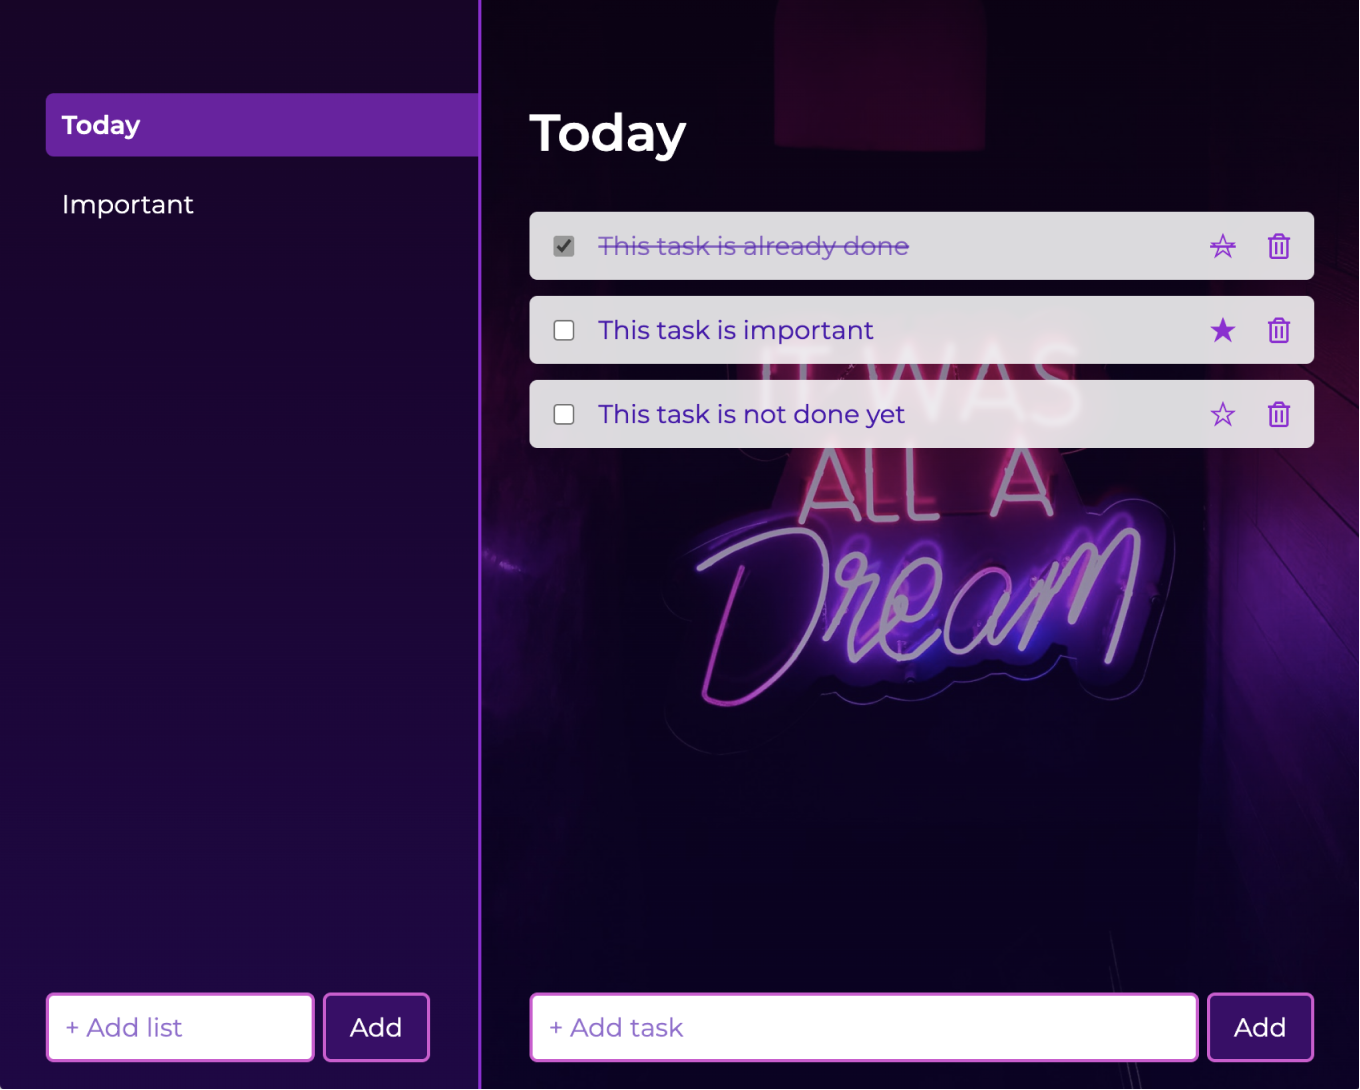 Today
Important
Today
This task is already done
This task is important
This task is not done yet
IT WAS
ALL A
Dream
+ Add list
Add
+ Add task
Add